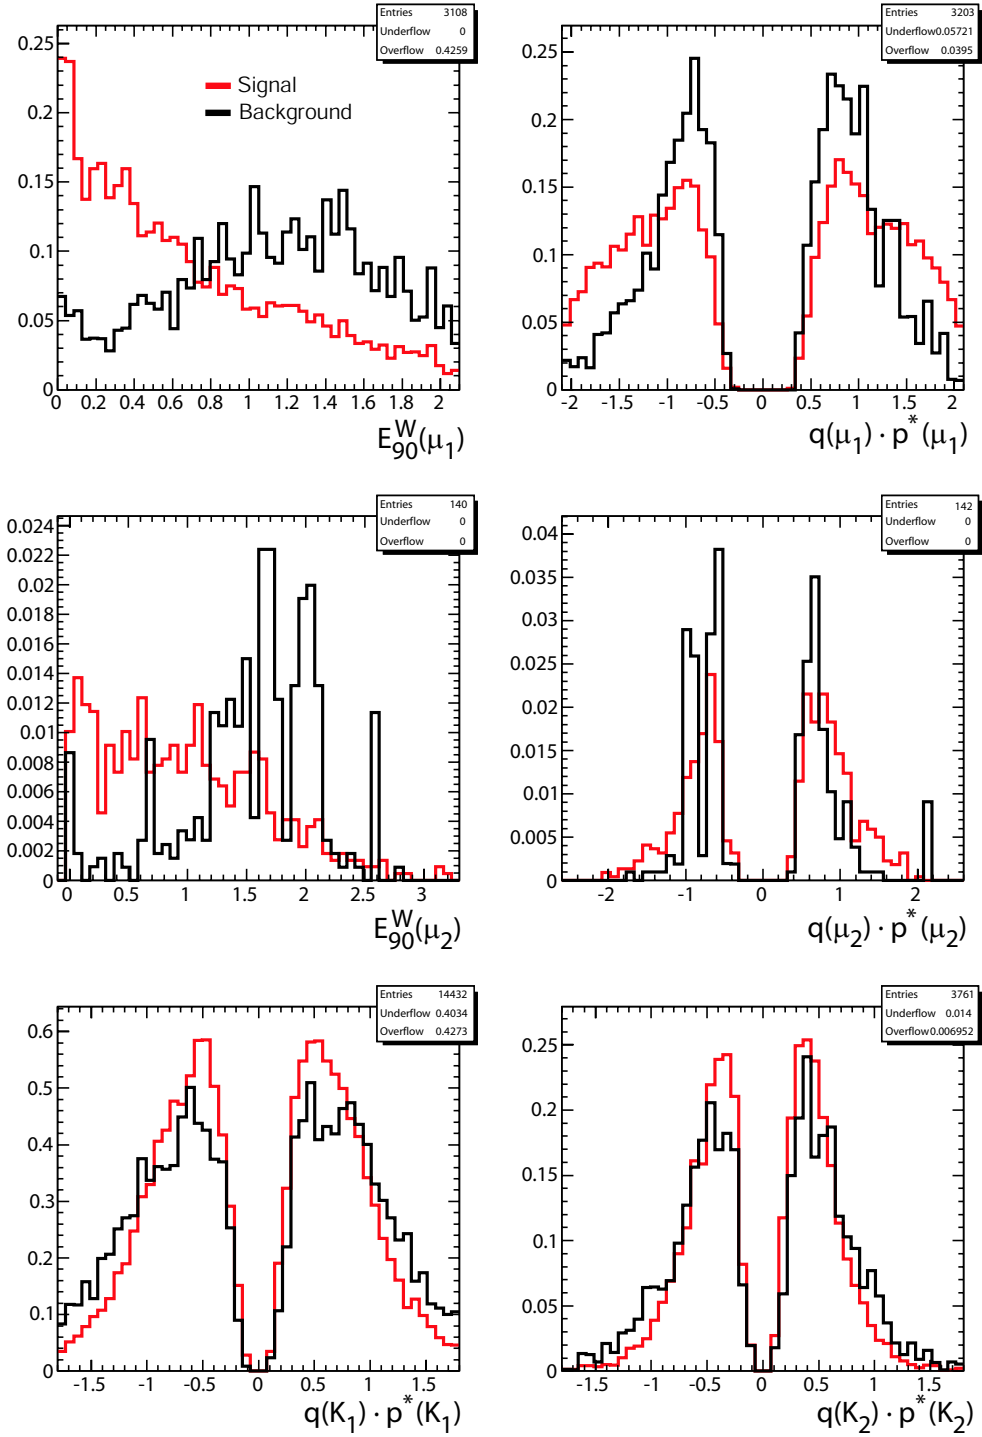 Entries 3108
Underflow 0
Overflow 0.4259
0.25
0.2
0.15
0.1
0.05
0
Signal
Background
0 0.2 0.4 0.6 0.8 1 1.2 1.4 1.6 1.8 2
E_90^W(μ_1)
Entries 3203
Underflow 0.05721
Overflow 0.0395
0.25
0.2
0.15
0.1
0.05
0
-2 -1.5 -1 -0.5 0 0.5 1 1.5 2
q(μ_1) · p*(μ_1)
Entries 140
Underflow 0
Overflow 0
0.024
0.022
0.02
0.018
0.016
0.014
0.012
0.01
0.008
0.006
0.004
0.002
0
0 0.5 1 1.5 2 2.5 3
E_90^W(μ_2)
Entries 142
Underflow 0
Overflow 0
0.04
0.035
0.03
0.025
0.02
0.015
0.01
0.005
0
-2 -1 0 1 2
q(μ_2) · p*(μ_2)
Entries 14432
Underflow 0.4034
Overflow 0.4273
0.6
0.5
0.4
0.3
0.2
0.1
0
-1.5 -1 -0.5 0 0.5 1 1.5
q(K_1) · p*(K_1)
Entries 3761
Underflow 0.014
Overflow 0.006952
0.25
0.2
0.15
0.1
0.05
0
-1.5 -1 -0.5 0 0.5 1 1.5
q(K_2) · p*(K_2)